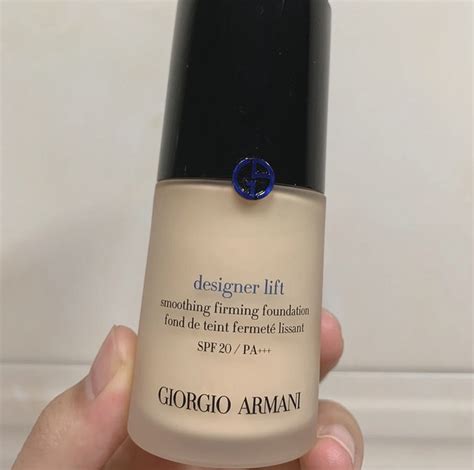 designer lift
smoothing firming foundation
fond de teint fermeté lissant
SPF 20 / PA+++
GIORGIO ARMANI